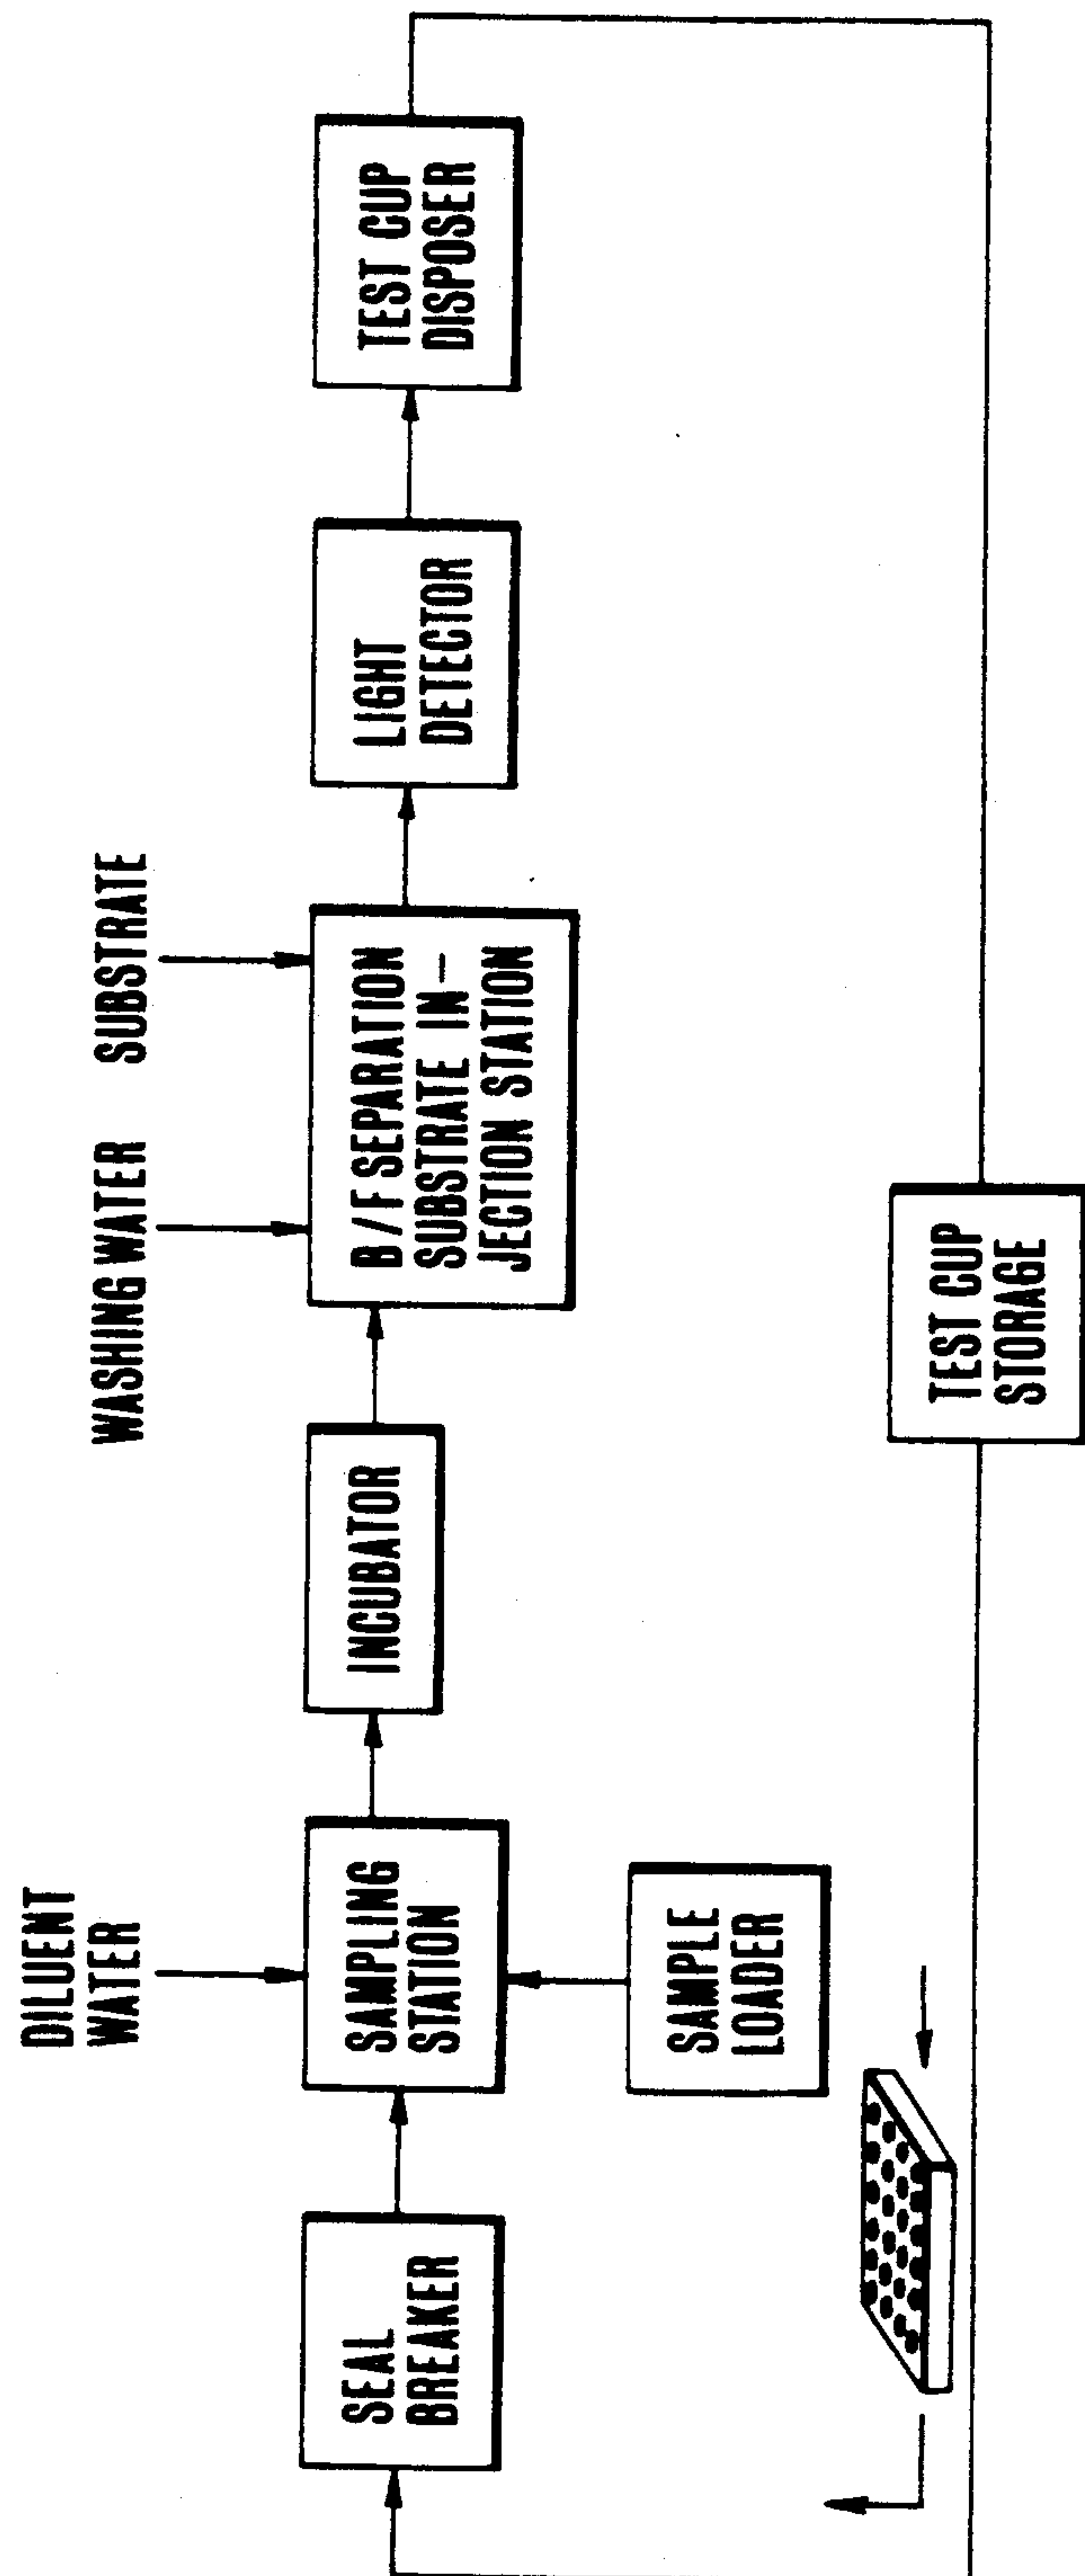 DILUENT
WATER
WASHING WATER
SUBSTRATE
SEAL
BREAKER
SAMPLING
STATION
INCUBATOR
B/F SEPARATION
SUBSTRATE IN-
JECTION STATION
LIGHT
DETECTOR
TEST CUP
DISPOSER
SAMPLE
LOADER
TEST CUP
STORAGE